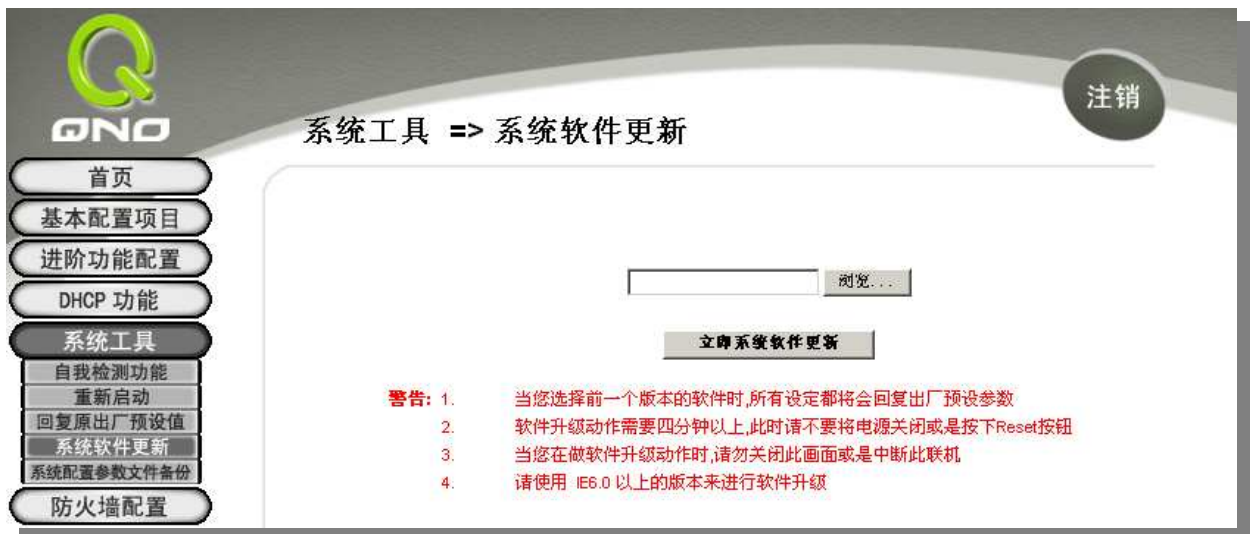 QNO
注销
系统工具 => 系统软件更新
首页
基本配置项目
进阶功能配置
DHCP 功能
系统工具
自我检测功能
重新启动
回复原出厂预设值
系统软件更新
系统配置参数文件备份
防火墙配置
浏览...
立即系统软件更新
警告: 1. 当您选择前一个版本的软件时,所有设定都将会回复出厂预设参数
2. 软件升级动作需要四分钟以上,此时请不要将电源关闭或是按下Reset按钮
3. 当您在做软件升级动作时,请勿关闭此画面或是中断此联机
4. 请使用 IE6.0 以上的版本来进行软件升级